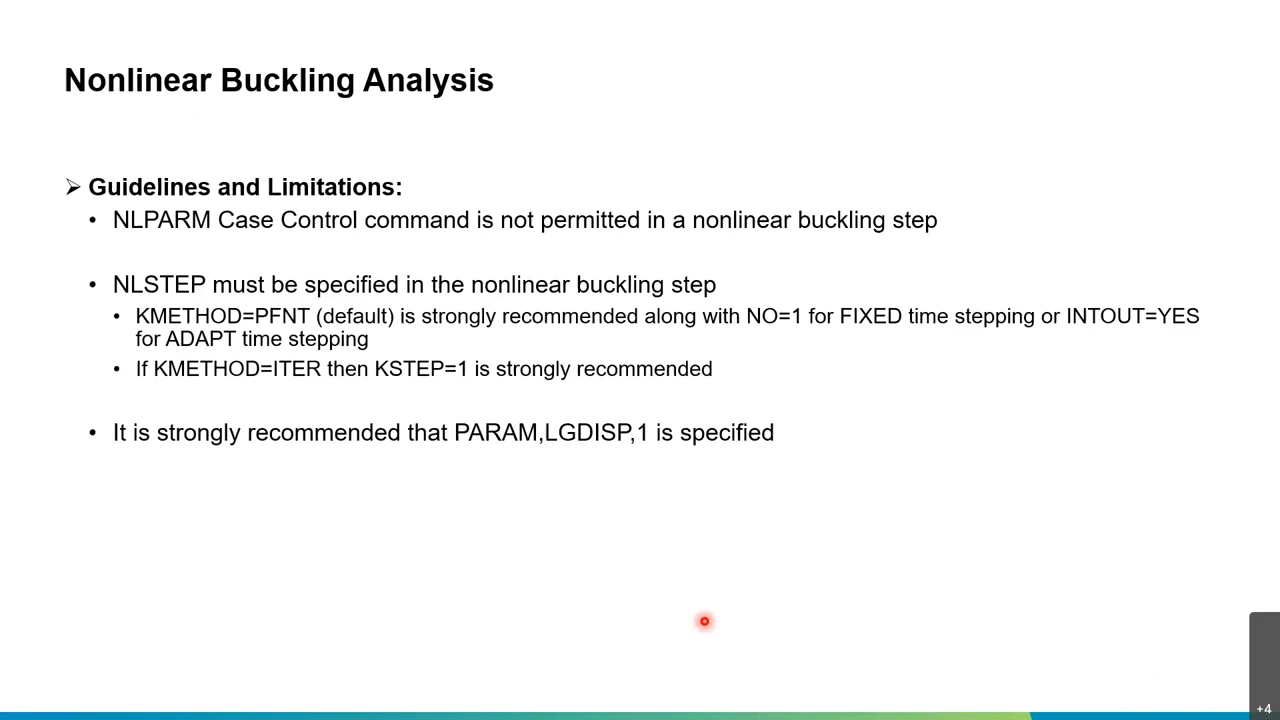 Nonlinear Buckling Analysis
➢ Guidelines and Limitations:
• NLPARM Case Control command is not permitted in a nonlinear buckling step
• NLSTEP must be specified in the nonlinear buckling step
• KMETHOD=PFNT (default) is strongly recommended along with NO=1 for FIXED time stepping or INTOUT=YES
for ADAPT time stepping
• If KMETHOD=ITER then KSTEP=1 is strongly recommended
• It is strongly recommended that PARAM,LGDISP,1 is specified
+4